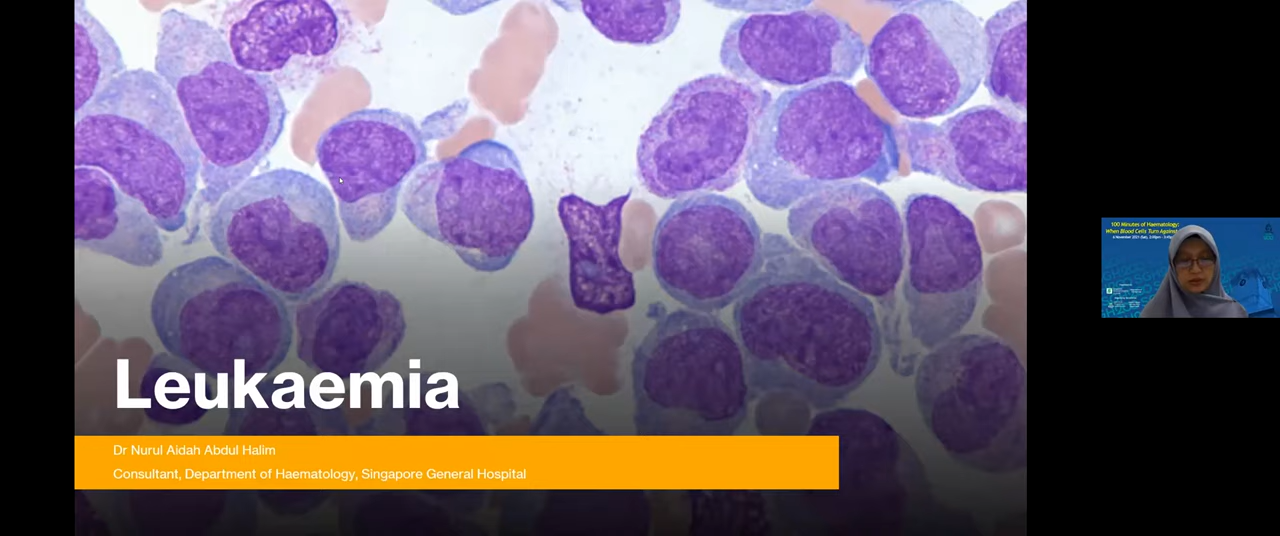 Leukaemia
Dr Nurul Aidah Abdul Halim
Consultant, Department of Haematology, Singapore General Hospital
100 Minutes of Haematology:
When Blood Cells Turn Against